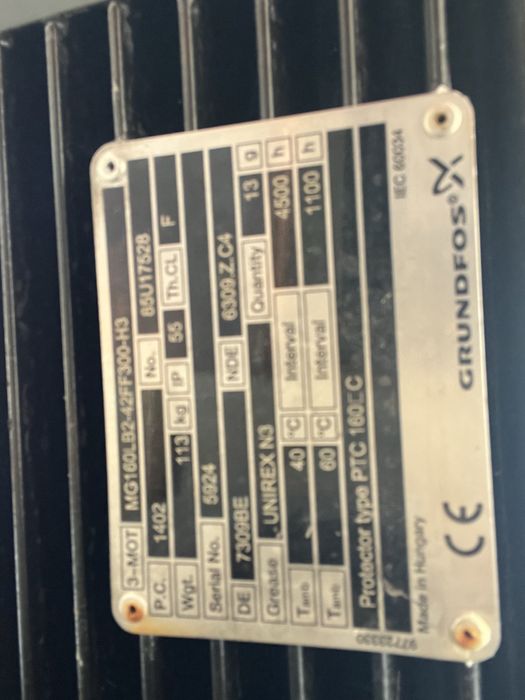 3~MOT MG160LB2-42FF300-H3
P.C. 1402 No. 85U17528
Wgt. 113 kg IP 55 Th.CL F
Serial No. 5924
DE 7309BE NDE 6309.Z.C4
Grease UNIREX N3 Quantity 13 g
Tamb 40 °C Interval 4500 h
Tamb 60 °C Interval 1100 h
Protector type PTC 160°C
IEC 60034
CE GRUNDFOS
Made in Hungary
97723330